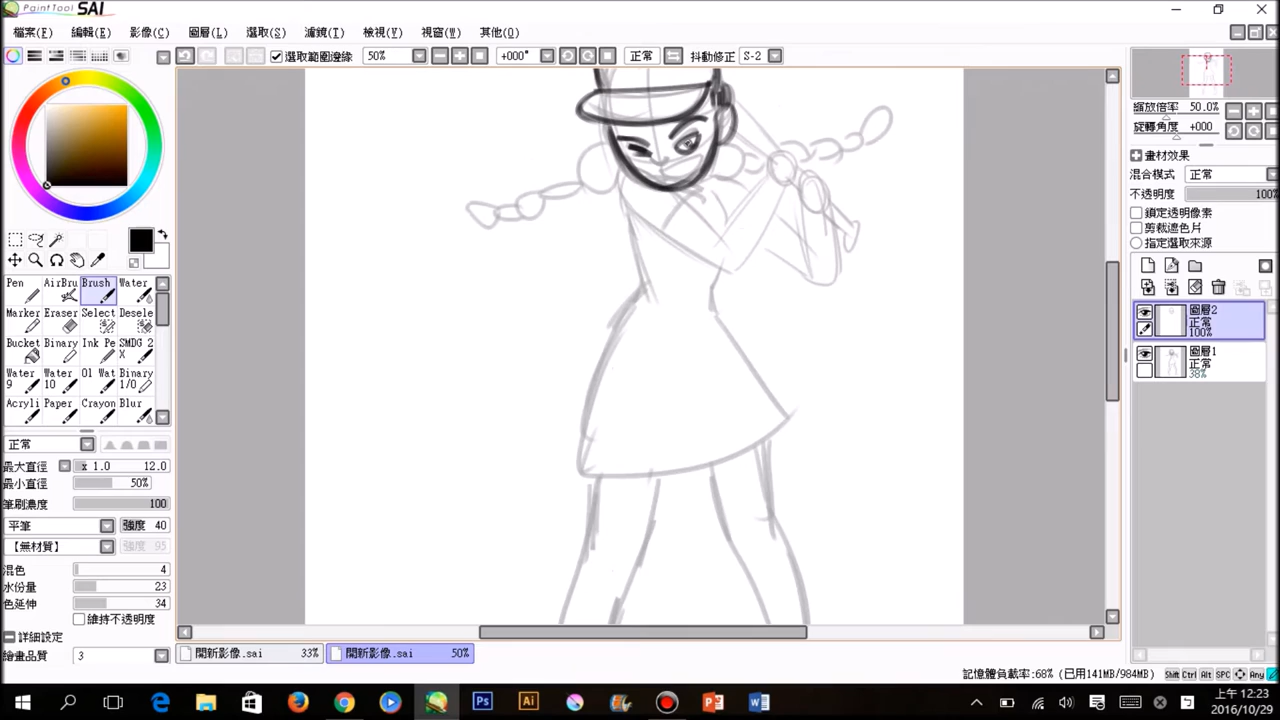 PaintTool SAI
檔案(F) 編輯(E) 影像(C) 圖層(L) 選取(S) 濾鏡(T) 檢視(W) 視窗(W) 其他(O)
選取範圍邊緣 50% +000° 正常 抖動修正 S-2
縮放倍率 50.0%
旋轉角度 +000
畫材效果
混合模式 正常
不透明度 100%
鎖定透明像素
剪裁遮色片
指定選取來源
圖層2
正常
100%
圖層1
正常
38%
Pen AirBru Brush Water
Marker Eraser Select Desele
Bucket Binary Ink Pe SMDG 2
X
Water Water Ol Wat Binary
9 10 1/0
Acryli Paper Crayon Blur
正常
最大直徑 x 1.0 12.0
最小直徑 50%
筆刷濃度 100
平筆 強度 40
【無材質】 強度 95
混色 4
水份量 23
色延伸 34
維持不透明度
詳細設定
繪畫品質 3
開新影像.sai 33% 開新影像.sai 50%
記憶體負載率:68% (已用141MB/984MB) Shift Ctrl Alt SPC Any
上午 12:23
2016/10/29